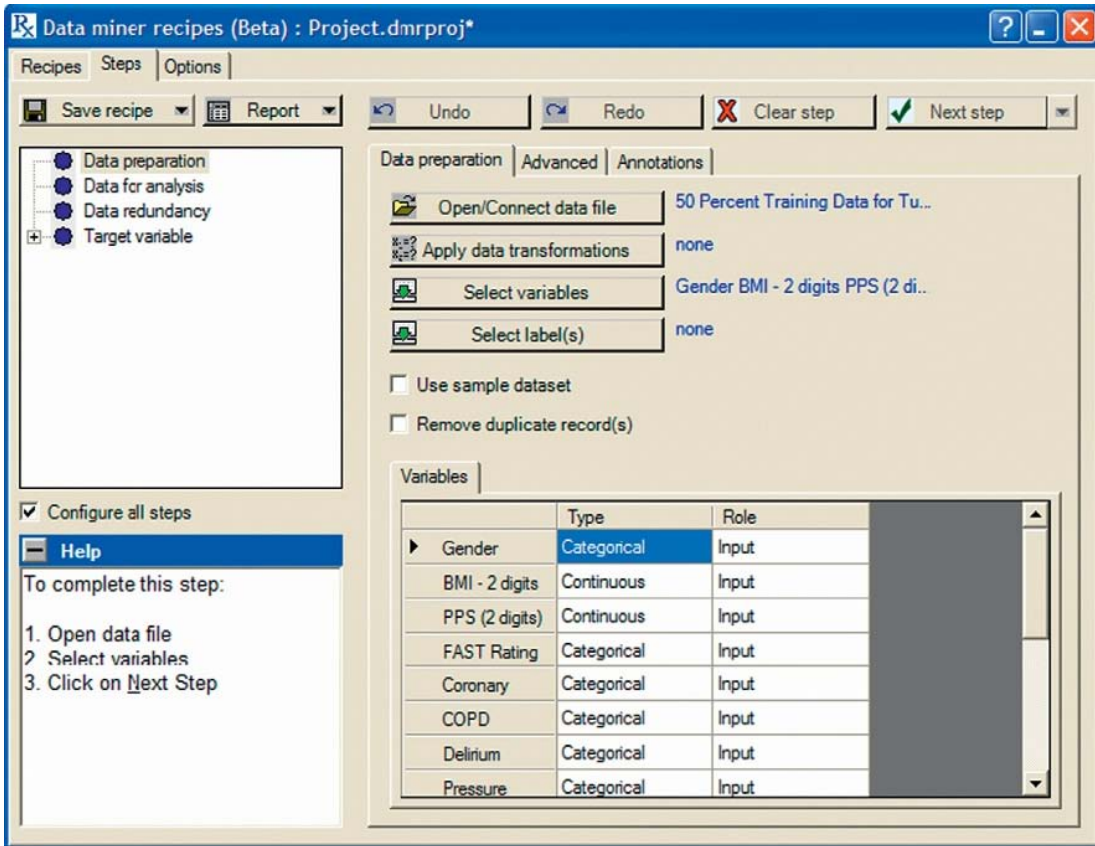 Data miner recipes (Beta) : Project.dmrproj*
Recipes Steps Options
Save recipe Report Undo Redo Clear step Next step
Data preparation
Data for analysis
Data redundancy
Target variable
Configure all steps
Help
To complete this step:
1. Open data file
2 Select variables
3. Click on Next Step
Data preparation Advanced Annotations
Open/Connect data file 50 Percent Training Data for Tu...
Apply data transformations none
Select variables Gender BMI - 2 digits PPS (2 di...
Select label(s) none
Use sample dataset
Remove duplicate record(s)
Variables
Type Role
Gender Categorical Input
BMI - 2 digits Continuous Input
PPS (2 digits) Continuous Input
FAST Rating Categorical Input
Coronary Categorical Input
COPD Categorical Input
Delirium Categorical Input
Pressure Categorical Input